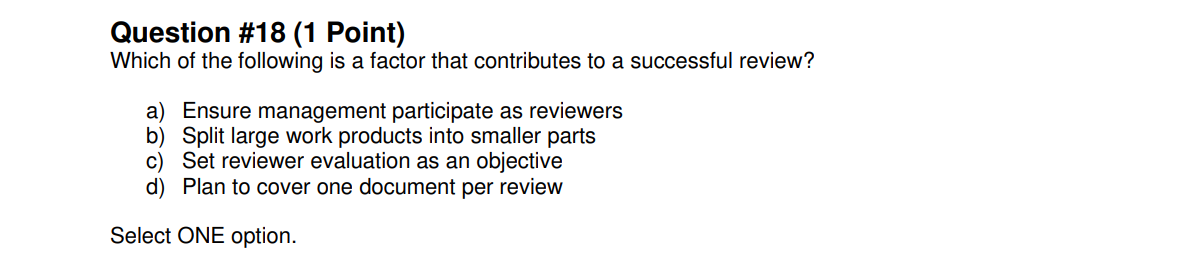 Question #18 (1 Point)
Which of the following is a factor that contributes to a successful review?
a) Ensure management participate as reviewers
b) Split large work products into smaller parts
c) Set reviewer evaluation as an objective
d) Plan to cover one document per review
Select ONE option.